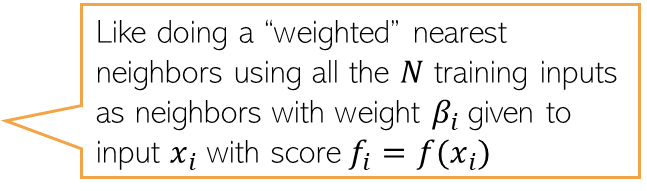 Like doing a “weighted” nearest
neighbors using all the 𝑁 training inputs
as neighbors with weight 𝛽ᵢ given to
input 𝑥ᵢ with score 𝑓ᵢ = 𝑓(𝑥ᵢ)